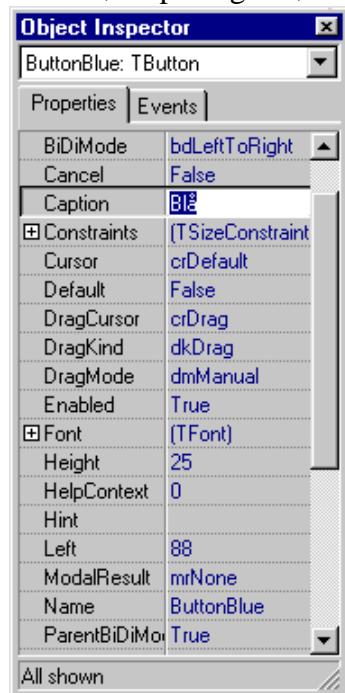 Object Inspector
ButtonBlue: TButton
Properties Events
BiDiMode bdLeftToRight
Cancel False
Caption Blå
Constraints (TSizeConstraint
Cursor crDefault
Default False
DragCursor crDrag
DragKind dkDrag
DragMode dmManual
Enabled True
Font (TFont)
Height 25
HelpContext 0
Hint
Left 88
ModalResult mrNone
Name ButtonBlue
ParentBiDiMo True
All shown